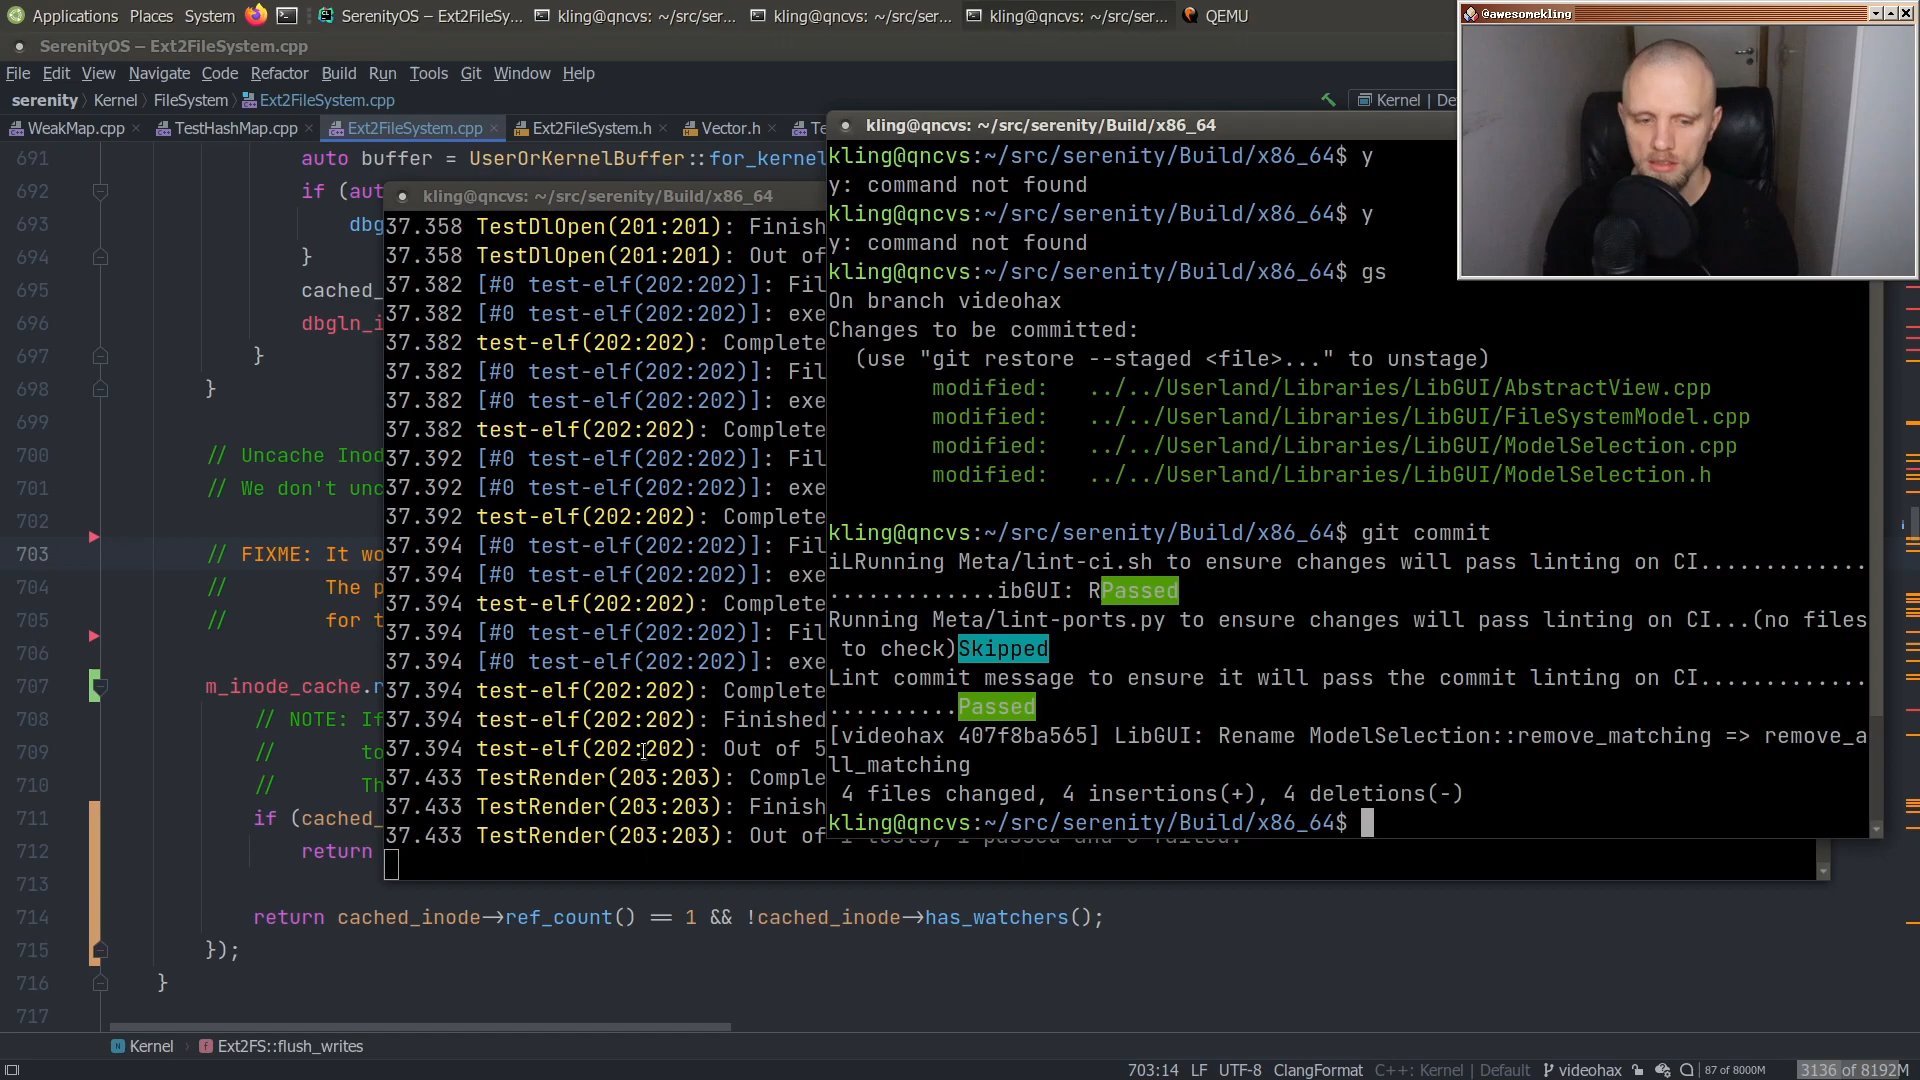 Applications Places System SerenityOS – Ext2FileSy... kling@qncvs: ~/src/ser... kling@qncvs: ~/src/ser... kling@qncvs: ~/src/ser... QEMU
@awesomekling
SerenityOS – Ext2FileSystem.cpp
File Edit View Navigate Code Refactor Build Run Tools Git Window Help
serenity Kernel FileSystem Ext2FileSystem.cpp Kernel | De
WeakMap.cpp TestHashMap.cpp Ext2FileSystem.cpp Ext2FileSystem.h Vector.h Te
691 auto buffer = UserOrKernelBuffer::for_kernel
692 if (aut
693 dbg
694 }
695 cached_
696 dbgln_i
697 }
698 }
699
700 // Uncache Inod
701 // We don't unc
702
703 // FIXME: It wo
704 // The p
705 // for t
706
707 m_inode_cache.r
708 // NOTE: If
709 // to
710 // Th
711 if (cached_
712 return
713
714 return cached_inode→ref_count() == 1 && !cached_inode→has_watchers();
715 });
716 }
717
kling@qncvs: ~/src/serenity/Build/x86_64
37.358 TestDlOpen(201:201): Finish
37.358 TestDlOpen(201:201): Out of
37.382 [#0 test-elf(202:202)]: Fil
37.382 [#0 test-elf(202:202)]: exe
37.382 test-elf(202:202): Complete
37.382 [#0 test-elf(202:202)]: Fil
37.382 [#0 test-elf(202:202)]: exe
37.382 test-elf(202:202): Complete
37.392 [#0 test-elf(202:202)]: Fil
37.392 [#0 test-elf(202:202)]: exe
37.392 test-elf(202:202): Complete
37.394 [#0 test-elf(202:202)]: Fil
37.394 [#0 test-elf(202:202)]: exe
37.394 test-elf(202:202): Complete
37.394 [#0 test-elf(202:202)]: Fil
37.394 [#0 test-elf(202:202)]: exe
37.394 test-elf(202:202): Complete
37.394 test-elf(202:202): Finished
37.394 test-elf(202:202): Out of 5
37.433 TestRender(203:203): Comple
37.433 TestRender(203:203): Finish
37.433 TestRender(203:203): Out of 1 tests, 1 passed and 0 failed.
kling@qncvs: ~/src/serenity/Build/x86_64
kling@qncvs:~/src/serenity/Build/x86_64$ y
y: command not found
kling@qncvs:~/src/serenity/Build/x86_64$ y
y: command not found
kling@qncvs:~/src/serenity/Build/x86_64$ gs
On branch videohax
Changes to be committed:
(use "git restore --staged <file>..." to unstage)
modified: ../../Userland/Libraries/LibGUI/AbstractView.cpp
modified: ../../Userland/Libraries/LibGUI/FileSystemModel.cpp
modified: ../../Userland/Libraries/LibGUI/ModelSelection.cpp
modified: ../../Userland/Libraries/LibGUI/ModelSelection.h
kling@qncvs:~/src/serenity/Build/x86_64$ git commit
iLRunning Meta/lint-ci.sh to ensure changes will pass linting on CI.............
.............ibGUI: RPassed
Running Meta/lint-ports.py to ensure changes will pass linting on CI...(no files
to check)Skipped
Lint commit message to ensure it will pass the commit linting on CI.............
..........Passed
[videohax 407f8ba565] LibGUI: Rename ModelSelection::remove_matching => remove_a
ll_matching
4 files changed, 4 insertions(+), 4 deletions(-)
kling@qncvs:~/src/serenity/Build/x86_64$
Kernel Ext2FS::flush_writes
703:14 LF UTF-8 ClangFormat C++: Kernel | Default videohax 87 of 8000M 3136 of 8192M